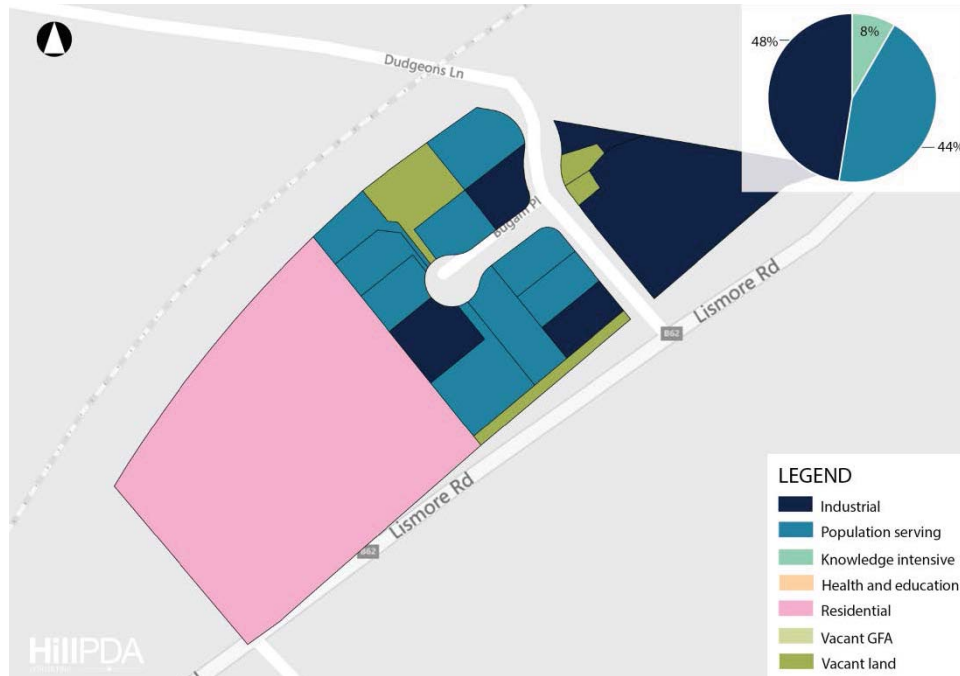 48%
8%
44%
Dudgeons Ln
Bugam Pl
Lismore Rd
B62
Lismore Rd
B62
LEGEND
Industrial
Population serving
Knowledge intensive
Health and education
Residential
Vacant GFA
Vacant land
HillPDA